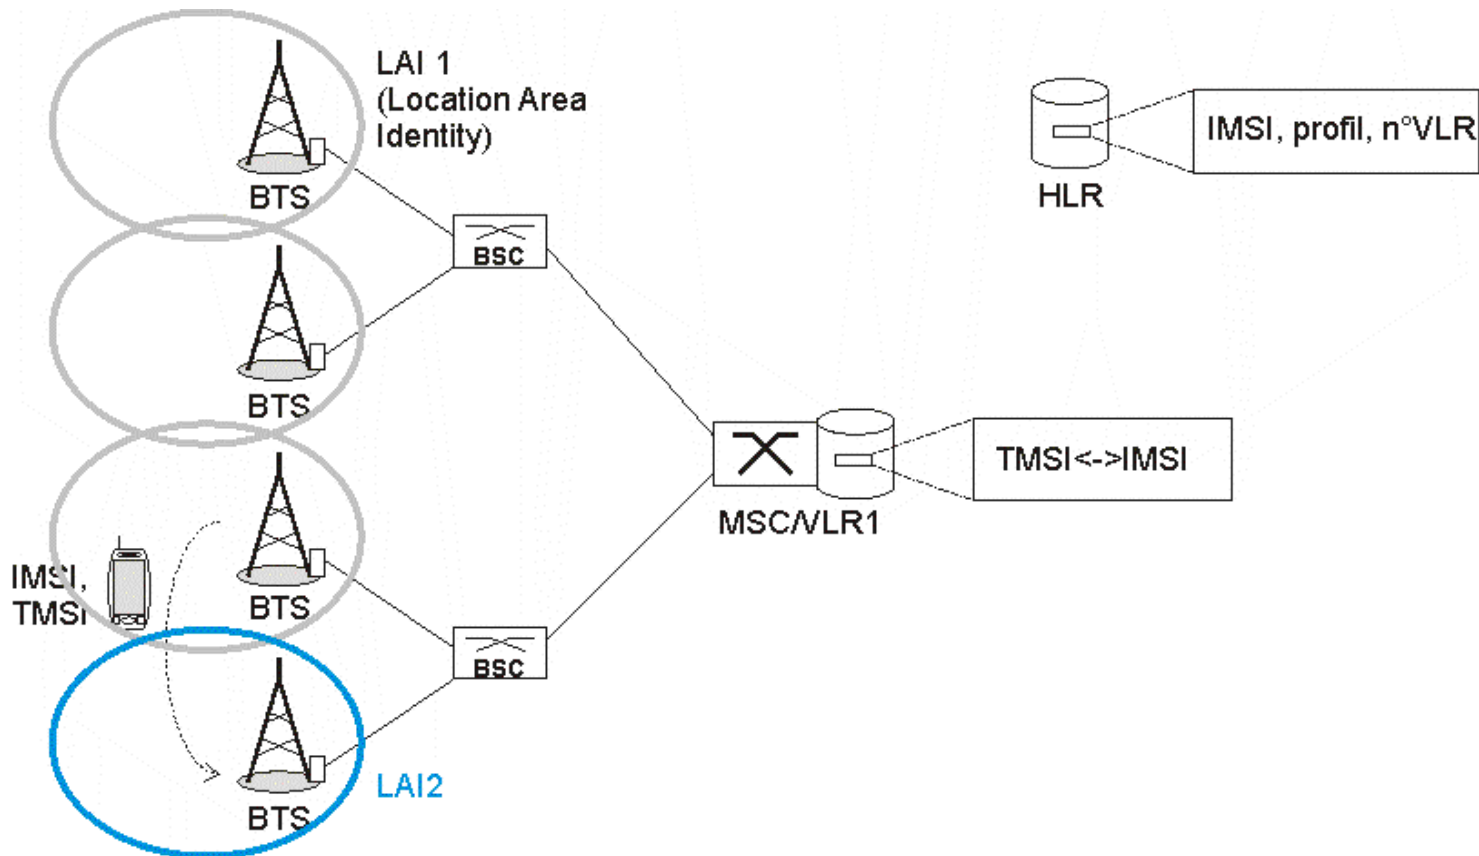 LAI 1
(Location Area
Identity)
BTS
BSC
HLR
IMSI, profil, n°VLR
BTS
MSC/VLR1
TMSI<->IMSI
IMSI,
TMSI
BTS
BSC
BTS
LAI2